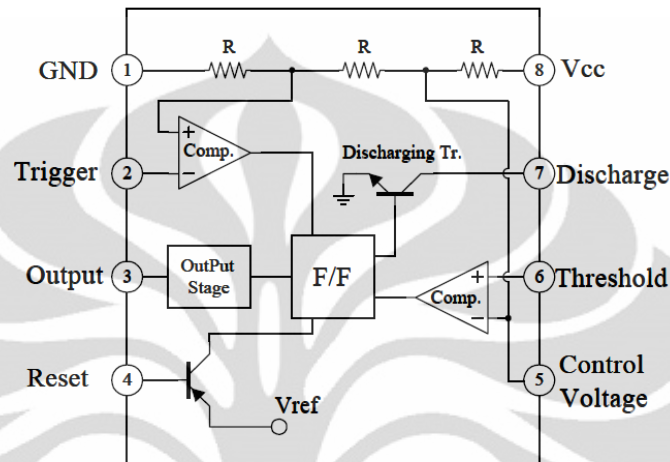 R R R
GND 1 8 Vcc
+
Comp.
−
Discharging Tr.
Trigger 2 7 Discharge
Output 3 OutPut
Stage
F/F
+
Comp.
−
6 Threshold
Reset 4 5 Control
Voltage
Vref